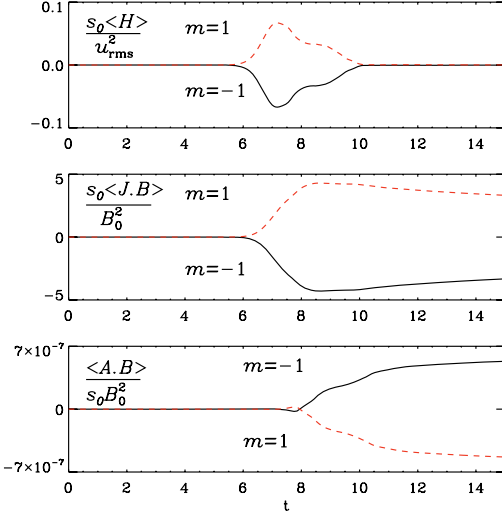 0.1
s₀<H>
u²rms
m=1
0.0
m=−1
−0.1
0 2 4 6 8 10 12 14
5
s₀<J.B>
B₀²
m=1
0
m=−1
−5
0 2 4 6 8 10 12 14
7×10⁻⁷
<A.B>
s₀B₀²
m=−1
0
m=1
−7×10⁻⁷
0 2 4 6 8 10 12 14
t